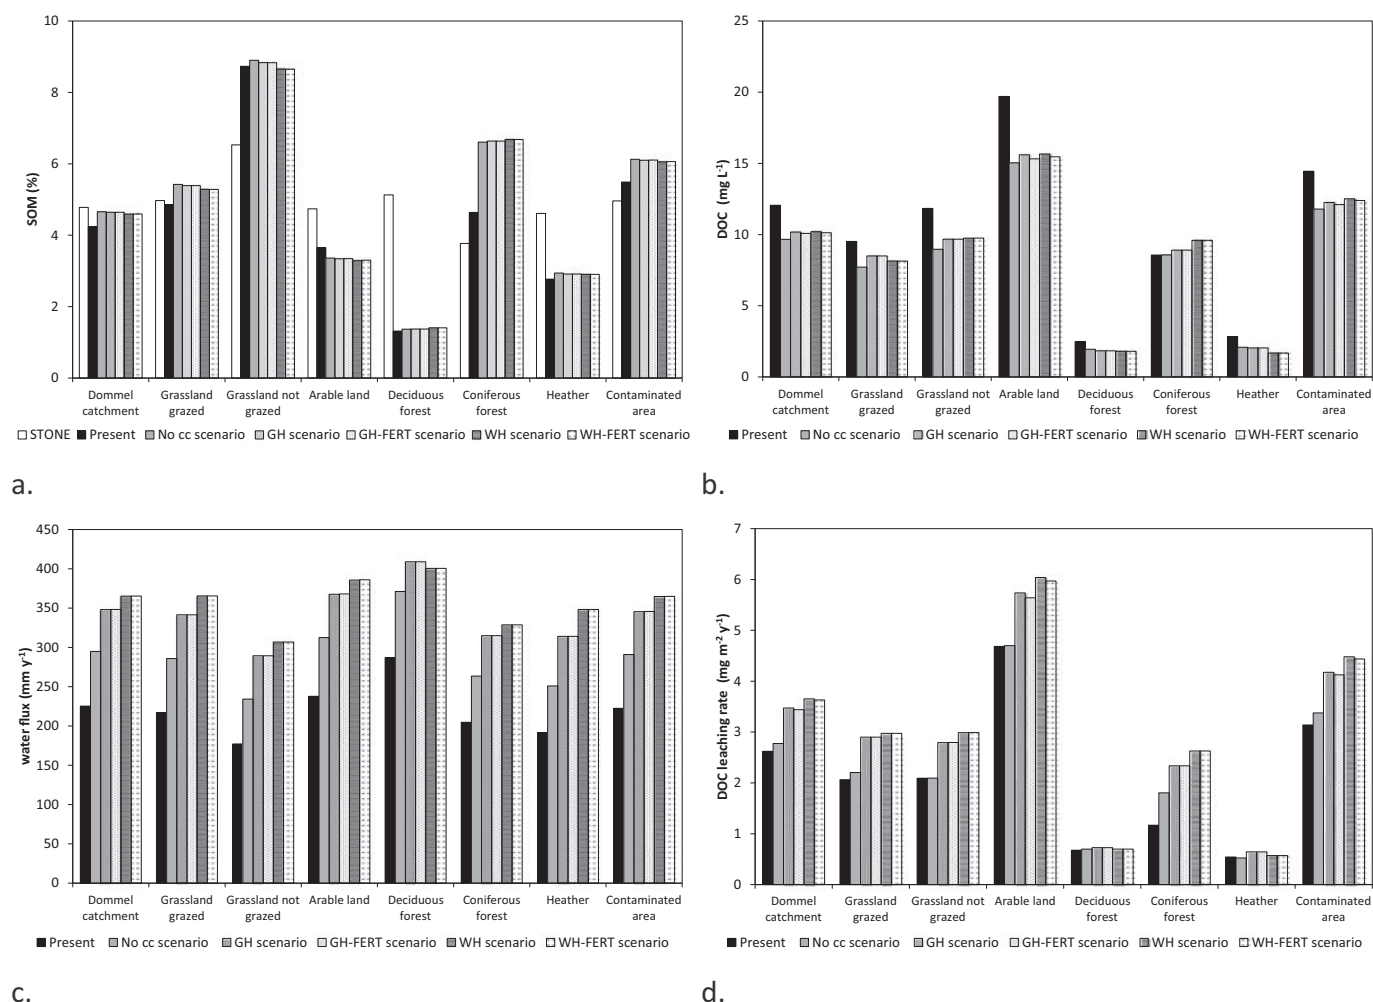 10
8
6
4
2
0
SOM (%)
Dommel catchment
Grassland grazed
Grassland not grazed
Arable land
Deciduous forest
Coniferous forest
Heather
Contaminated area
STONE Present No cc scenario GH scenario GH-FERT scenario WH scenario WH-FERT scenario
a.
25
20
15
10
5
0
DOC (mg L⁻¹)
Dommel catchment
Grassland grazed
Grassland not grazed
Arable land
Deciduous forest
Coniferous forest
Heather
Contaminated area
Present No cc scenario GH scenario GH-FERT scenario WH scenario WH-FERT scenario
b.
450
400
350
300
250
200
150
100
50
0
water flux (mm y⁻¹)
Dommel catchment
Grassland grazed
Grassland not grazed
Arable land
Deciduous forest
Coniferous forest
Heather
Contaminated area
Present No cc scenario GH scenario GH-FERT scenario WH scenario WH-FERT scenario
c.
7
6
5
4
3
2
1
0
DOC leaching rate (mg m⁻² y⁻¹)
Dommel catchment
Grassland grazed
Grassland not grazed
Arable land
Deciduous forest
Coniferous forest
Heather
Contaminated area
Present No cc scenario GH scenario GH-FERT scenario WH scenario WH-FERT scenario
d.